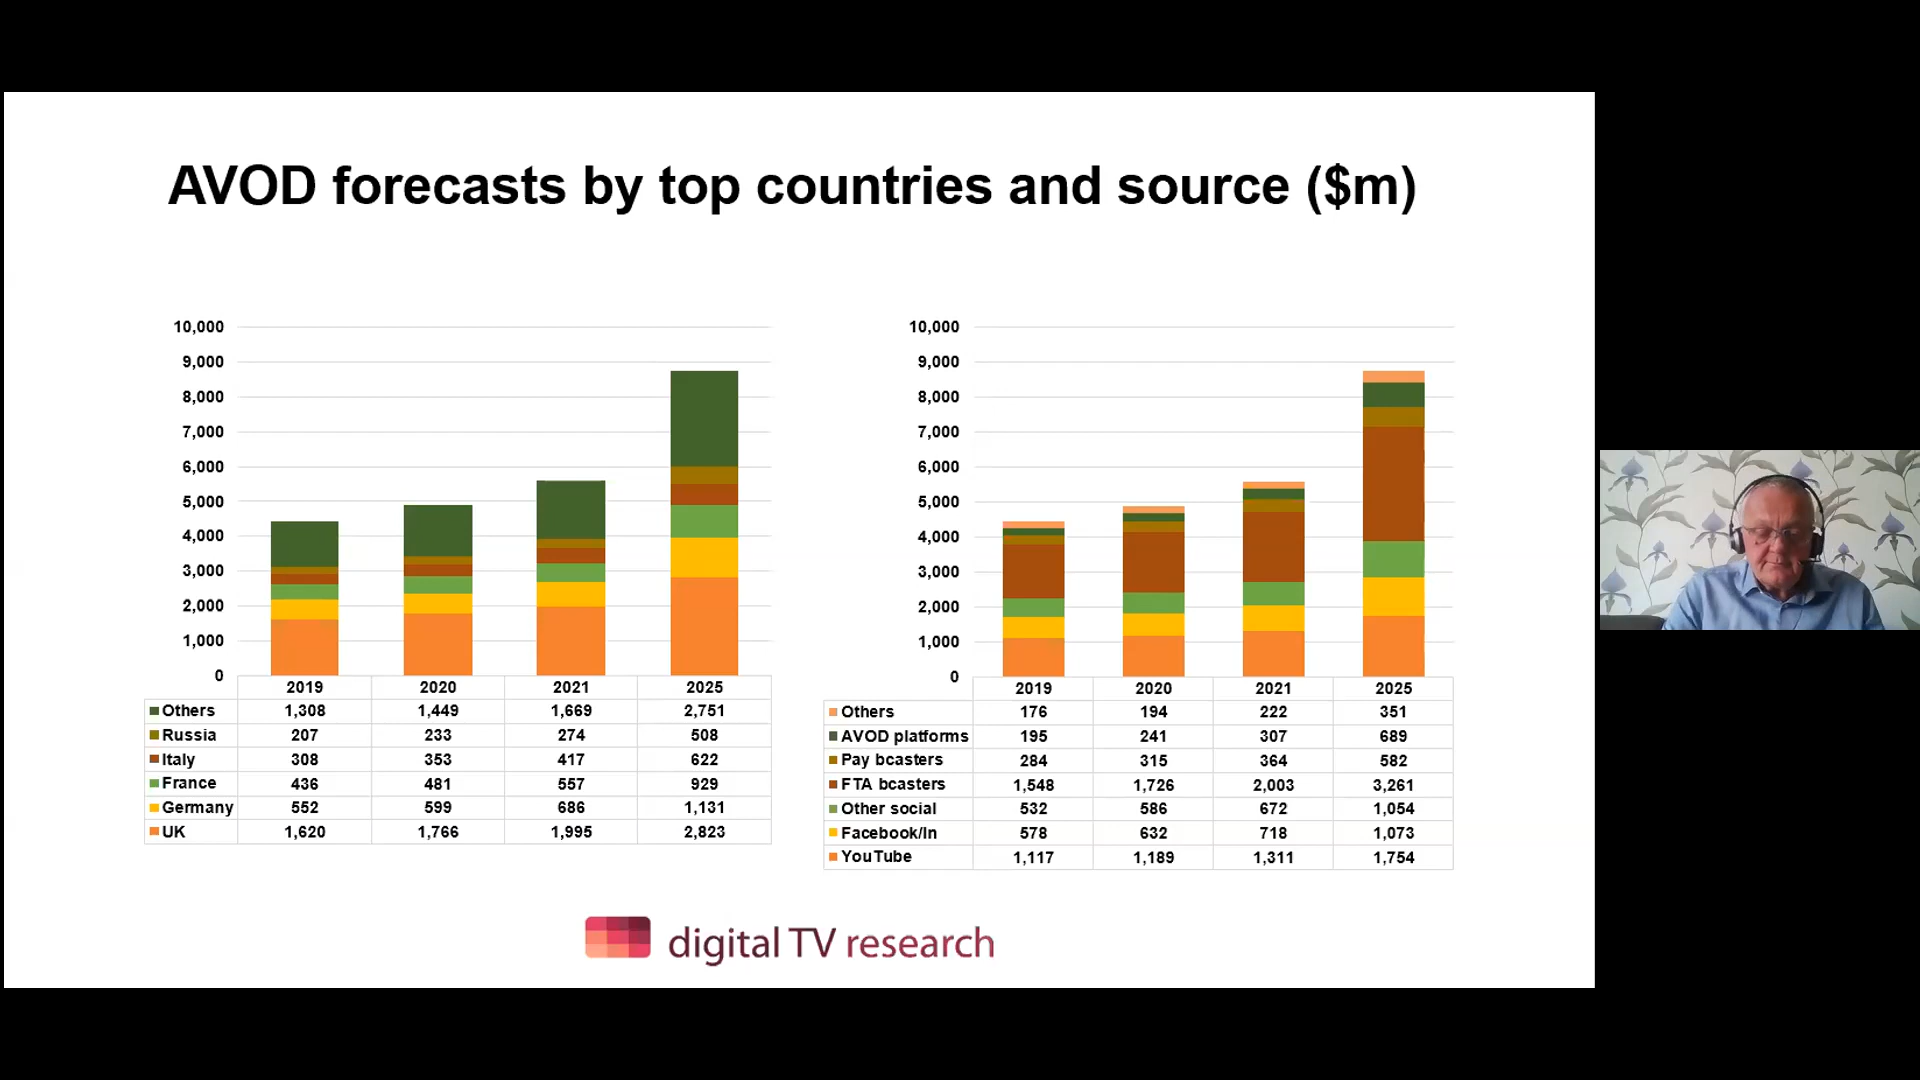 AVOD forecasts by top countries and source ($m)
10,000
9,000
8,000
7,000
6,000
5,000
4,000
3,000
2,000
1,000
0
2019 2020 2021 2025
Others 1,308 1,449 1,669 2,751
Russia 207 233 274 508
Italy 308 353 417 622
France 436 481 557 929
Germany 552 599 686 1,131
UK 1,620 1,766 1,995 2,823
10,000
9,000
8,000
7,000
6,000
5,000
4,000
3,000
2,000
1,000
0
2019 2020 2021 2025
Others 176 194 222 351
AVOD platforms 195 241 307 689
Pay bcasters 284 315 364 582
FTA bcasters 1,548 1,726 2,003 3,261
Other social 532 586 672 1,054
Facebook/In 578 632 718 1,073
YouTube 1,117 1,189 1,311 1,754
digital TV research